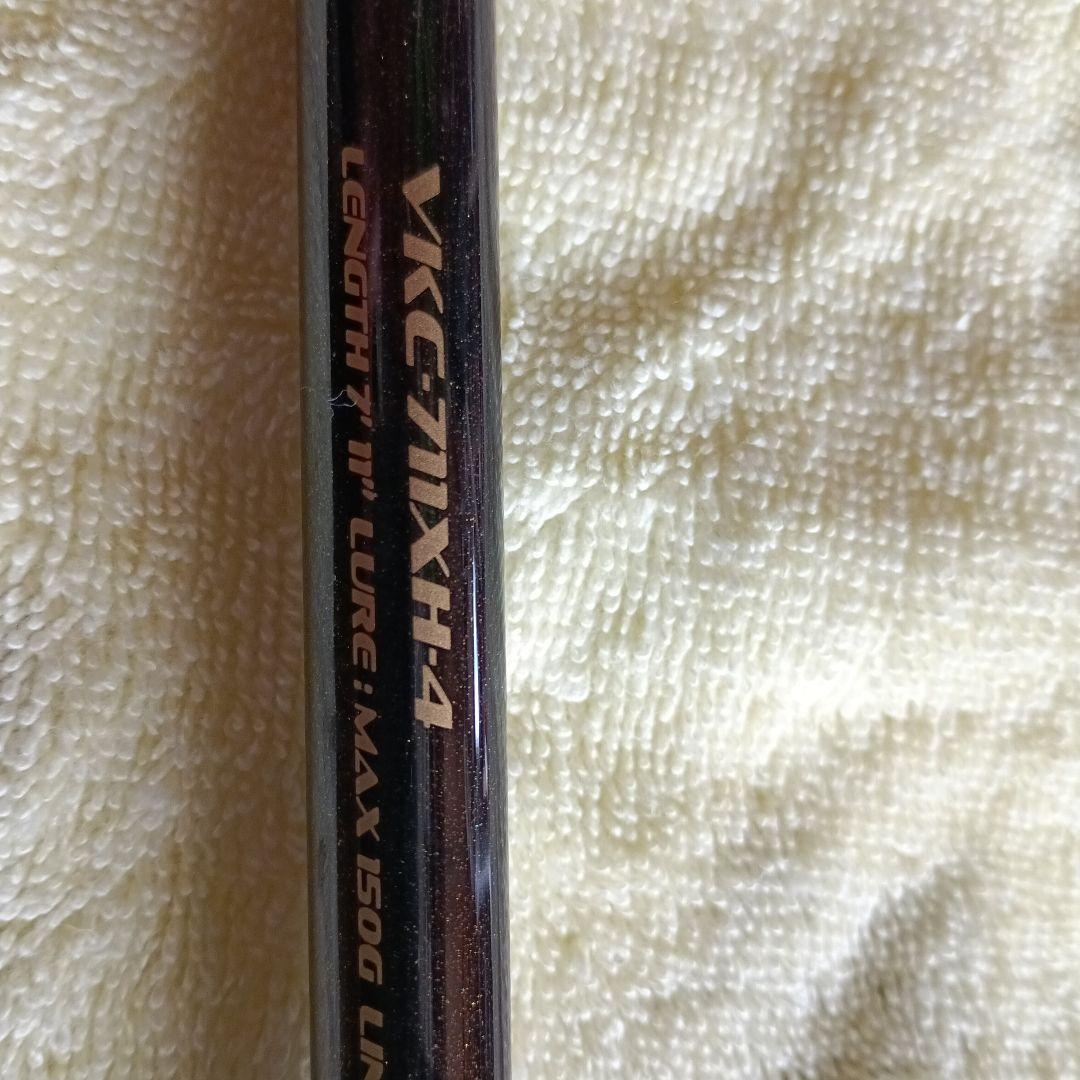 VKC-711XH-4
LENGTH 7' 11" LURE: MAX 150G